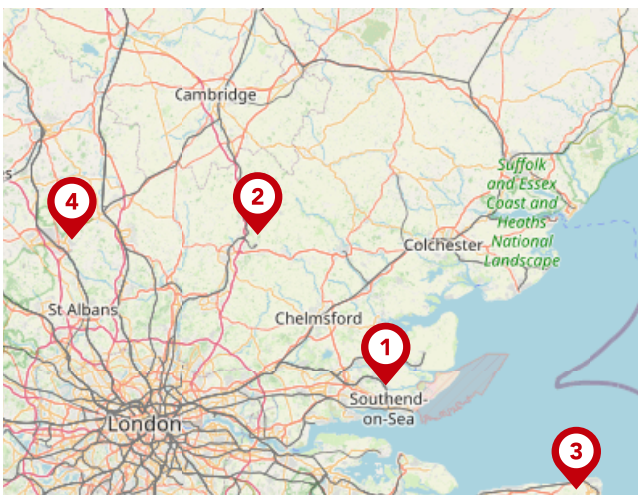 Cambridge
Suffolk
and Essex
Coast and
Heaths
National
Landscape
4
2
Colchester
St Albans
Chelmsford
1
Southend-
on-Sea
London
3